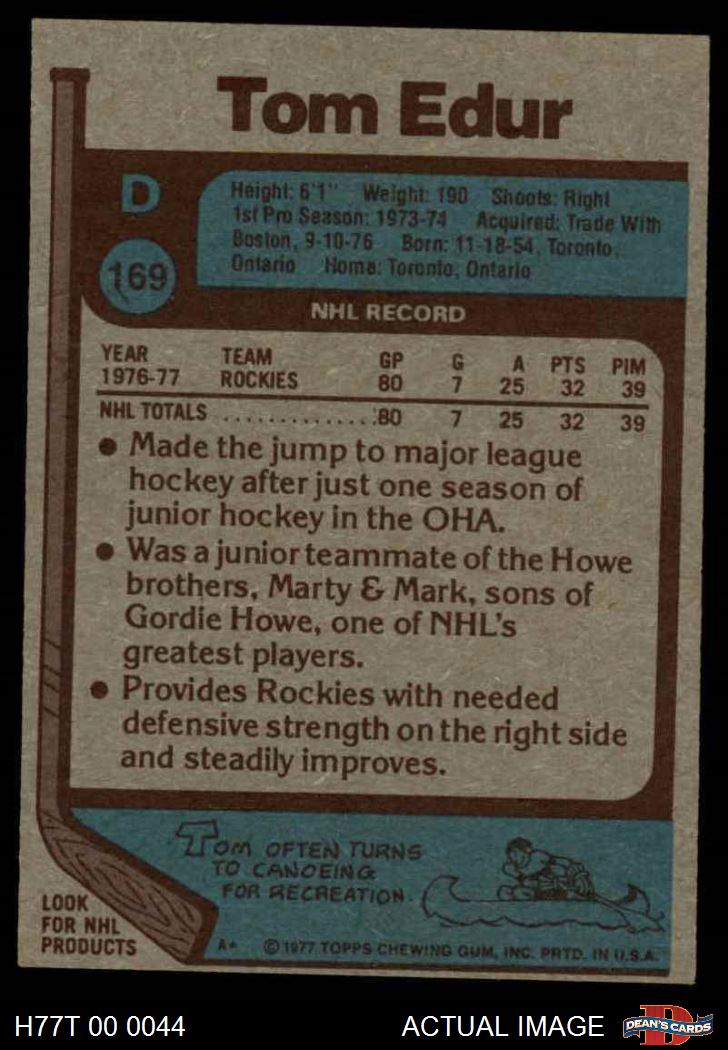 Tom Edur
D
Height: 6'1" Weight: 190 Shoots: Right
1st Pro Season: 1973-74 Acquired: Trade With
Boston, 9-10-76 Born: 11-18-54, Toronto,
Ontario Home: Toronto, Ontario
169
NHL RECORD
YEAR TEAM GP G A PTS PIM
1976-77 ROCKIES 80 7 25 32 39
NHL TOTALS ..............80 7 25 32 39
● Made the jump to major league
hockey after just one season of
junior hockey in the OHA.
● Was a junior teammate of the Howe
brothers, Marty & Mark, sons of
Gordie Howe, one of NHL's
greatest players.
● Provides Rockies with needed
defensive strength on the right side
and steadily improves.
TOM OFTEN TURNS
TO CANOEING
FOR RECREATION.
LOOK
FOR NHL
PRODUCTS
A* © 1977 TOPPS CHEWING GUM, INC. PRTD. IN U.S.A.
H77T 00 0044 ACTUAL IMAGE
D
DEAN'S CARDS